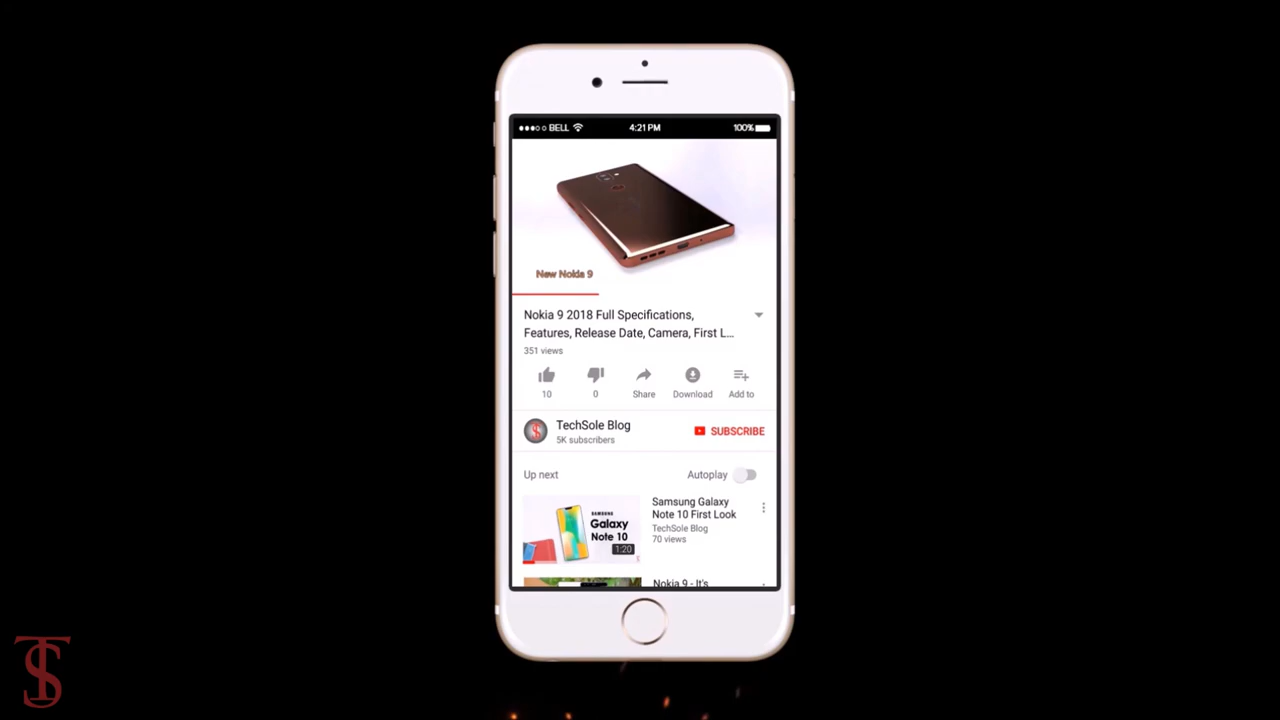 BELL
4:21 PM
100%
New Nokia 9
Nokia 9 2018 Full Specifications,
Features, Release Date, Camera, First L...
351 views
10
0
Share
Download
Add to
TechSole Blog
5K subscribers
SUBSCRIBE
Up next
Autoplay
SAMSUNG
Galaxy
Note 10
1:20
Samsung Galaxy
Note 10 First Look
TechSole Blog
70 views
Nokia 9 - It's
TS